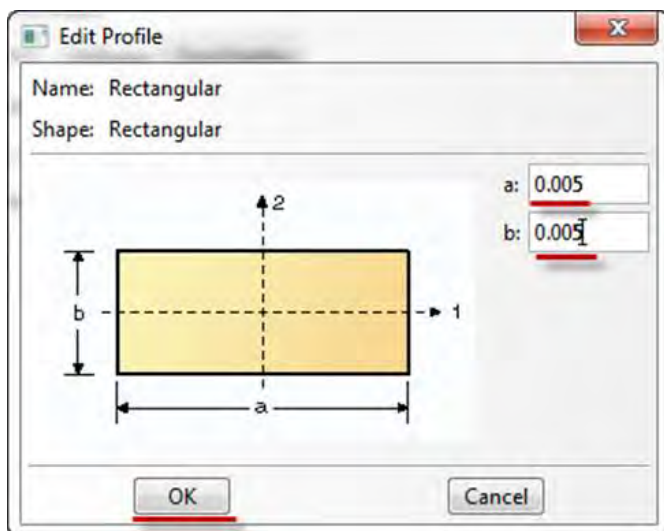 Edit Profile
Name: Rectangular
Shape: Rectangular
a: 0.005
b: 0.005
2
b
1
a
OK Cancel